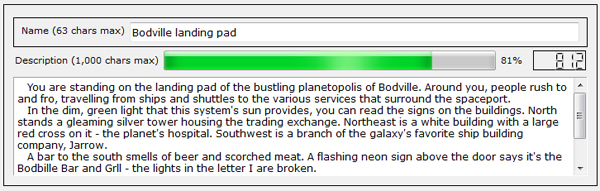 Name (63 chars max) Bodville landing pad
Description (1,000 chars max) 81% 812
You are standing on the landing pad of the bustling planetopolis of Bodville. Around you, people rush to
and fro, travelling from ships and shuttles to the various services that surround the spaceport.
In the dim, green light that this system's sun provides, you can read the signs on the buildings. North
stands a gleaming silver tower housing the trading exchange. Northeast is a white building with a large
red cross on it - the planet's hospital. Southwest is a branch of the galaxy's favorite ship building
company, Jarrow.
A bar to the south smells of beer and scorched meat. A flashing neon sign above the door says it's the
Bodbille Bar and Grll - the lights in the letter I are broken.